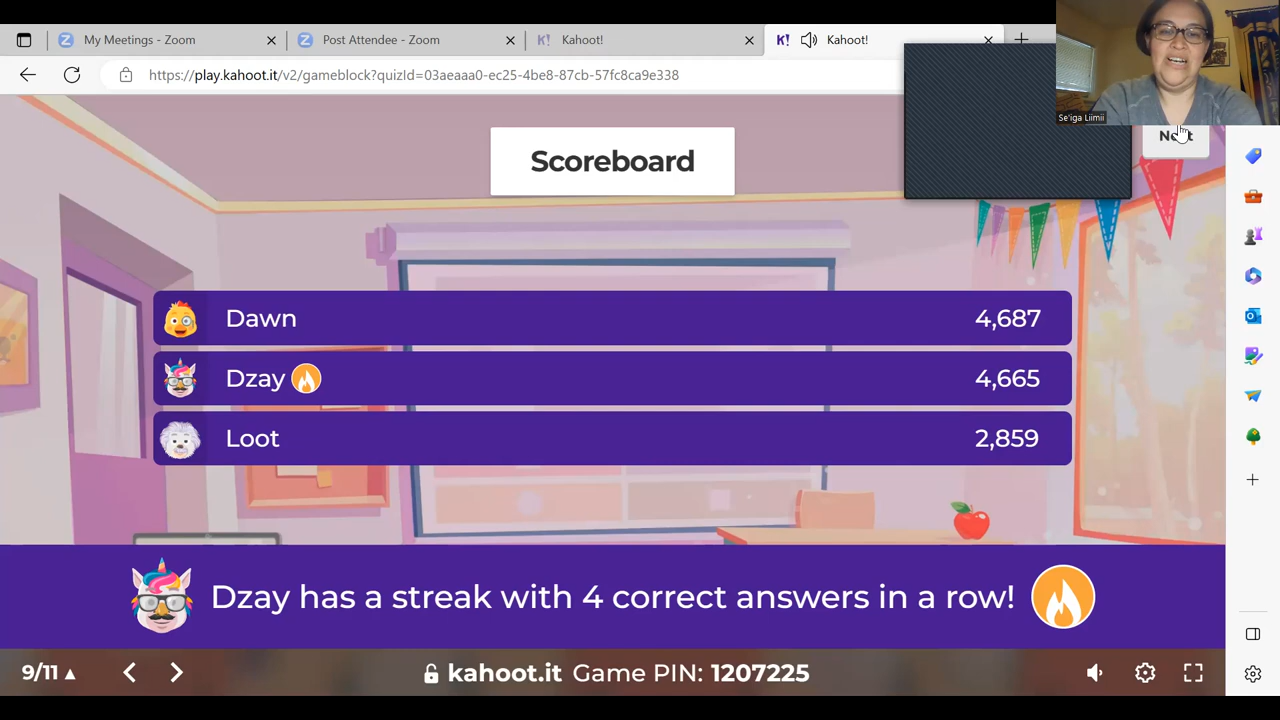 My Meetings - Zoom
Post Attendee - Zoom
K! Kahoot!
K! Kahoot!
https://play.kahoot.it/v2/gameblock?quizId=03aeaaa0-ec25-4be8-87cb-57fc8ca9e338
Se'iga Liimii
Next
Scoreboard
Dawn 4,687
Dzay 4,665
Loot 2,859
Dzay has a streak with 4 correct answers in a row!
9/11 ▲
kahoot.it Game PIN: 1207225